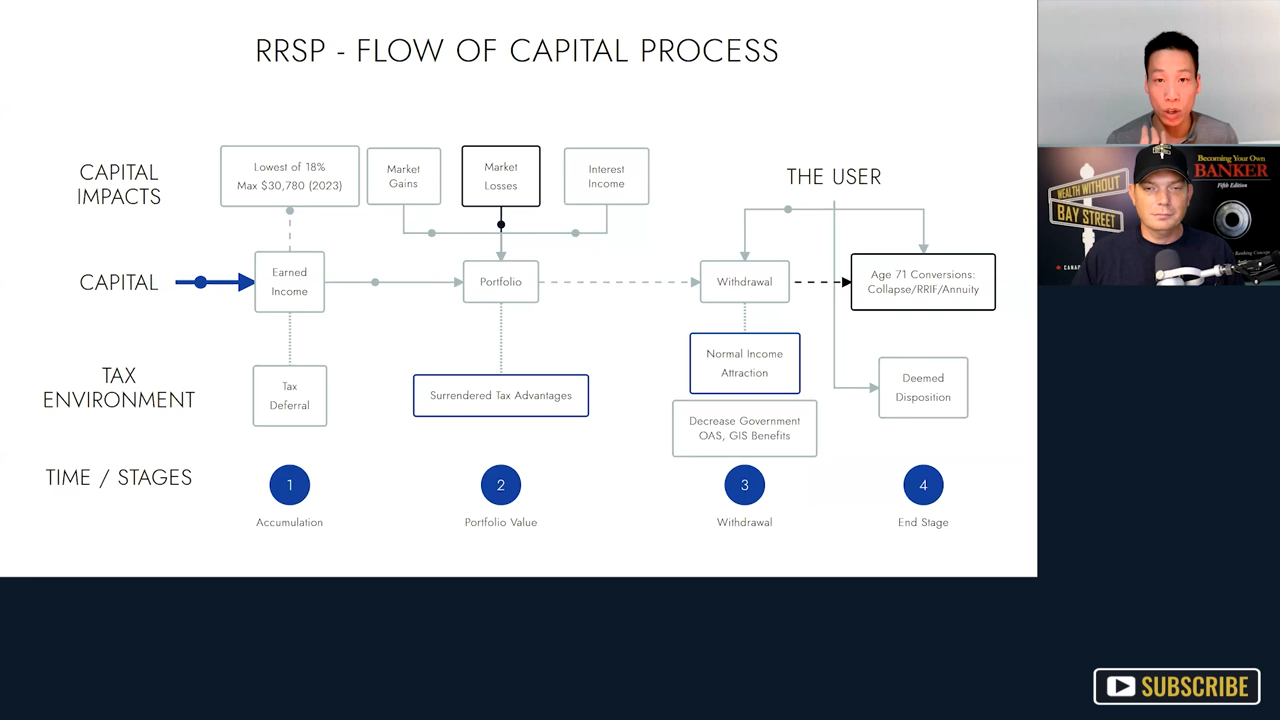 RRSP - FLOW OF CAPITAL PROCESS
CAPITAL
IMPACTS
Lowest of 18%
Max $30,780 (2023)
Market
Gains
Market
Losses
Interest
Income
THE USER
CAPITAL
Earned
Income
Portfolio
Withdrawal
Age 71 Conversions:
Collapse/RRIF/Annuity
TAX
ENVIRONMENT
Tax
Deferral
Surrendered Tax Advantages
Normal Income
Attraction
Decrease Government
OAS, GIS Benefits
Deemed
Disposition
TIME / STAGES
1
2
3
4
Accumulation
Portfolio Value
Withdrawal
End Stage
WEALTH WITHOUT
BAY STREET
Becoming Your Own
BANKER
Fifth Edition
Banking Concept
SUBSCRIBE